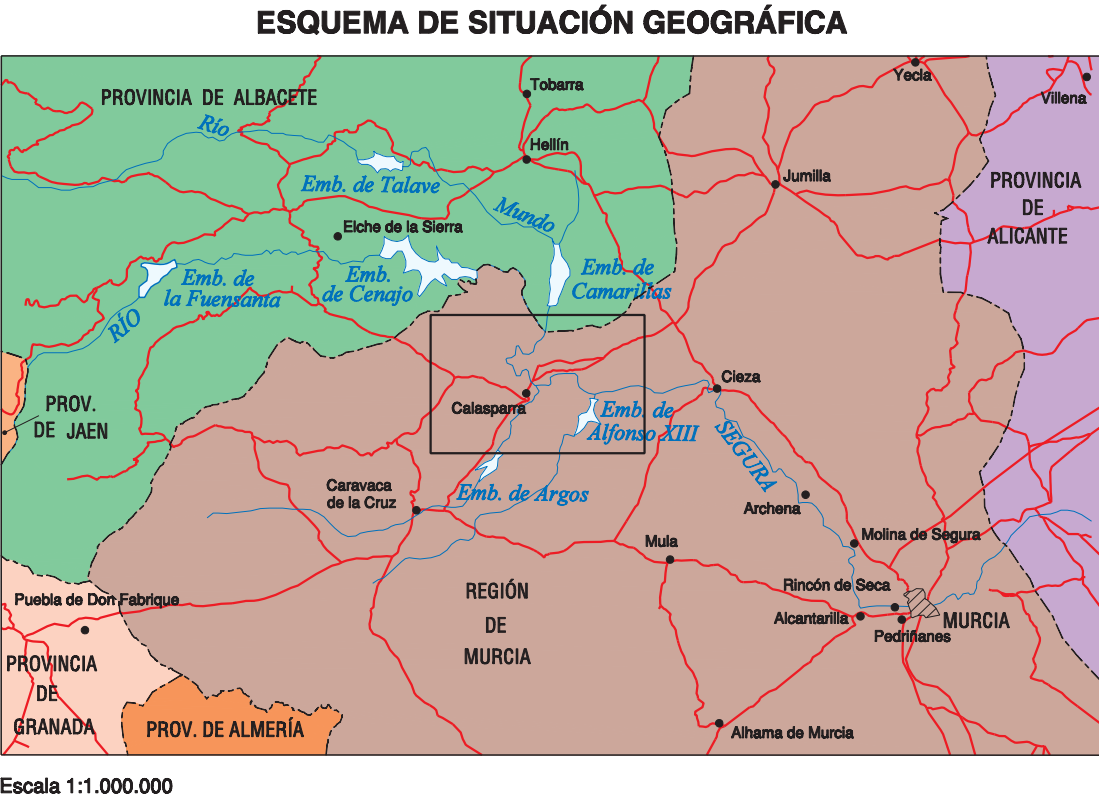 ESQUEMA DE SITUACIÓN GEOGRÁFICA
Yecla
Villena
Tobarra
PROVINCIA DE ALBACETE
Río
Hellín
Emb. de Talave
Jumilla
PROVINCIA
DE
ALICANTE
Mundo
Elche de la Sierra
Emb. de
la Fuensanta
Emb.
de Cenajo
Emb. de
Camarillas
RÍO
PROV.
DE JAEN
Cieza
Calasparra
Emb. de
Alfonso XIII
SEGURA
Emb. de Argos
Caravaca
de la Cruz
Archena
Molina de Segura
Mula
Rincón de Seca
Puebla de Don Fabrique
REGIÓN
DE
MURCIA
Alcantarilla
MURCIA
Pedriñanes
PROVINCIA
DE
GRANADA
PROV. DE ALMERÍA
Alhama de Murcia
Escala 1:1.000.000